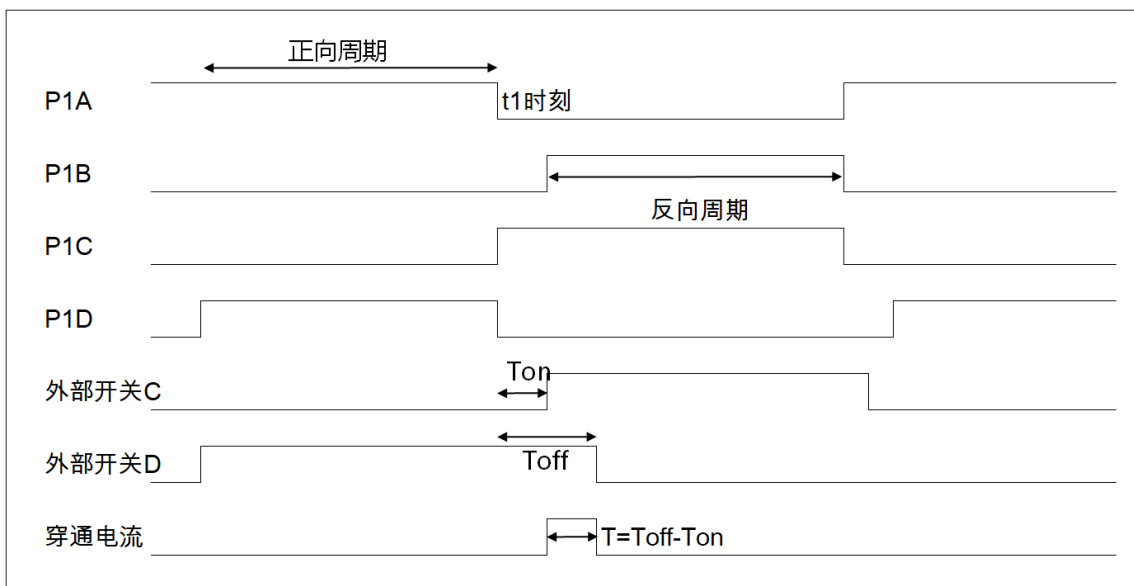 正向周期
P1A
t1时刻
P1B
反向周期
P1C
P1D
Ton
外部开关C
外部开关D
Toff
穿通电流
T=Toff-Ton